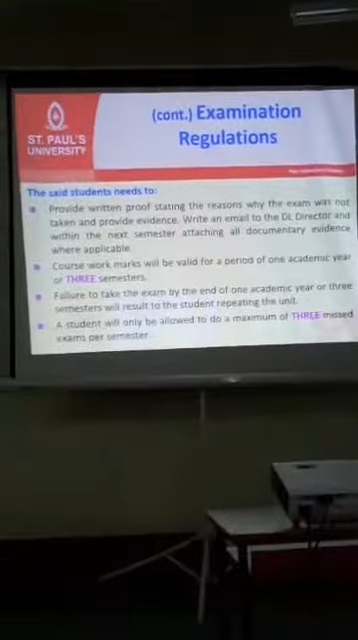 (cont.) Examination
Regulations
ST. PAUL'S
UNIVERSITY
The said students needs to:
Provide written proof stating the reasons why the exam was not
taken and provide evidence. Write an email to the DL Director and
within the next semester attaching all documentary evidence
where applicable.
Course work marks will be valid for a period of one academic year
or THREE semesters.
Failure to take the exam by the end of one academic year or three
semesters will result to the student repeating the unit.
A student will only be allowed to do a maximum of THREE missed
exams per semester